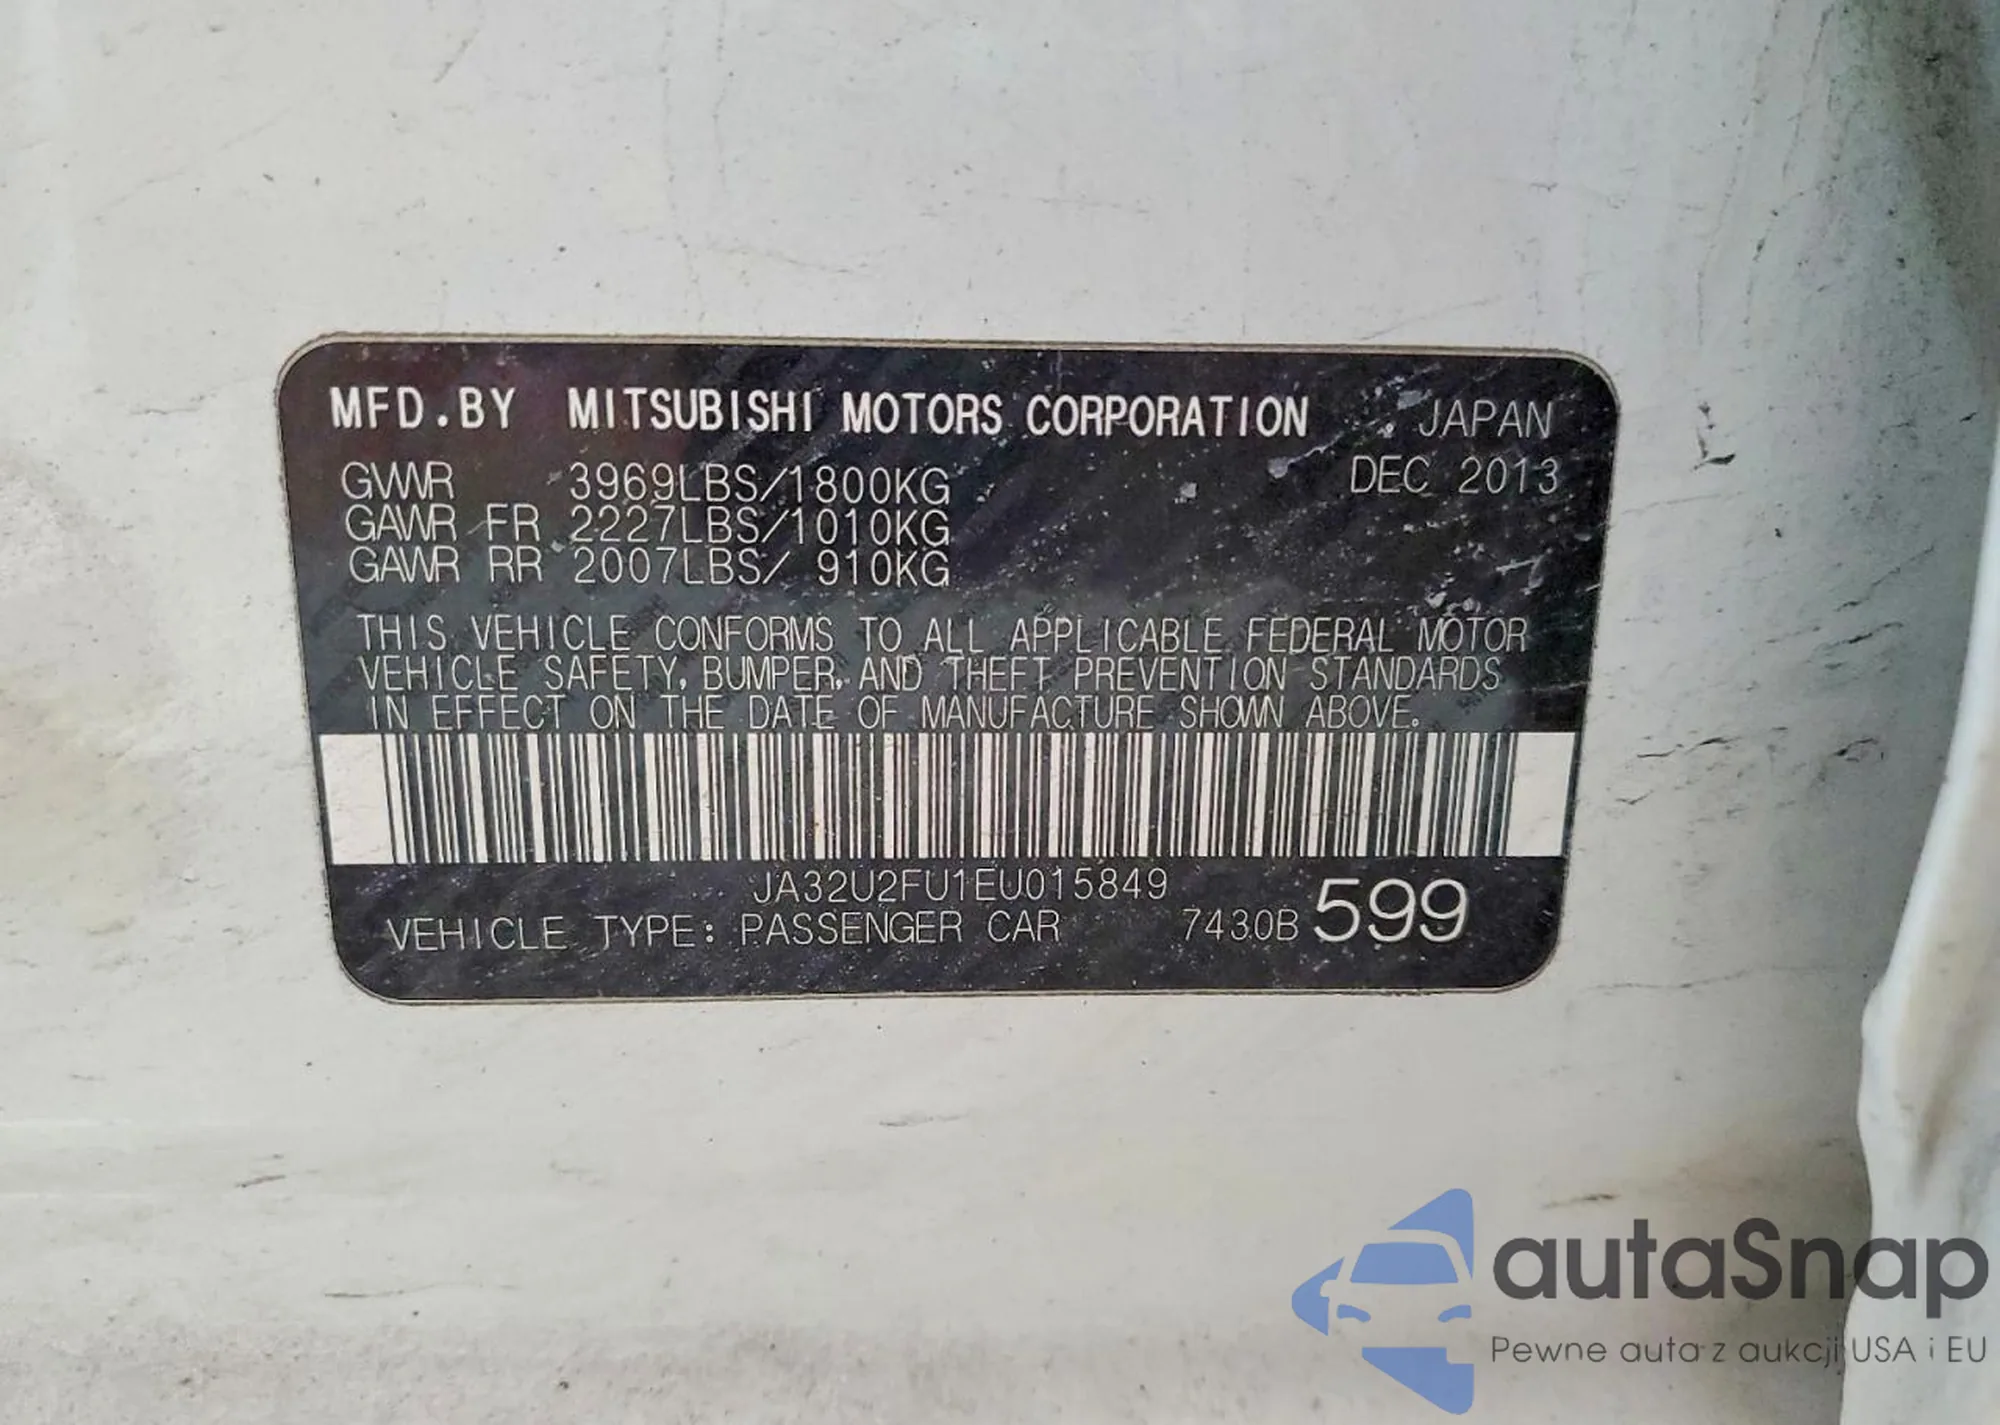 MFD.BY MITSUBISHI MOTORS CORPORATION JAPAN
GVWR 3969LBS/1800KG DEC 2013
GAWR FR 2227LBS/1010KG
GAWR RR 2007LBS/ 910KG
THIS VEHICLE CONFORMS TO ALL APPLICABLE FEDERAL MOTOR
VEHICLE SAFETY, BUMPER, AND THEFT PREVENTION STANDARDS
IN EFFECT ON THE DATE OF MANUFACTURE SHOWN ABOVE.
JA32U2FU1EU015849
VEHICLE TYPE: PASSENGER CAR 7430B 599
autaSnap
Pewne auta z aukcji USA i EU